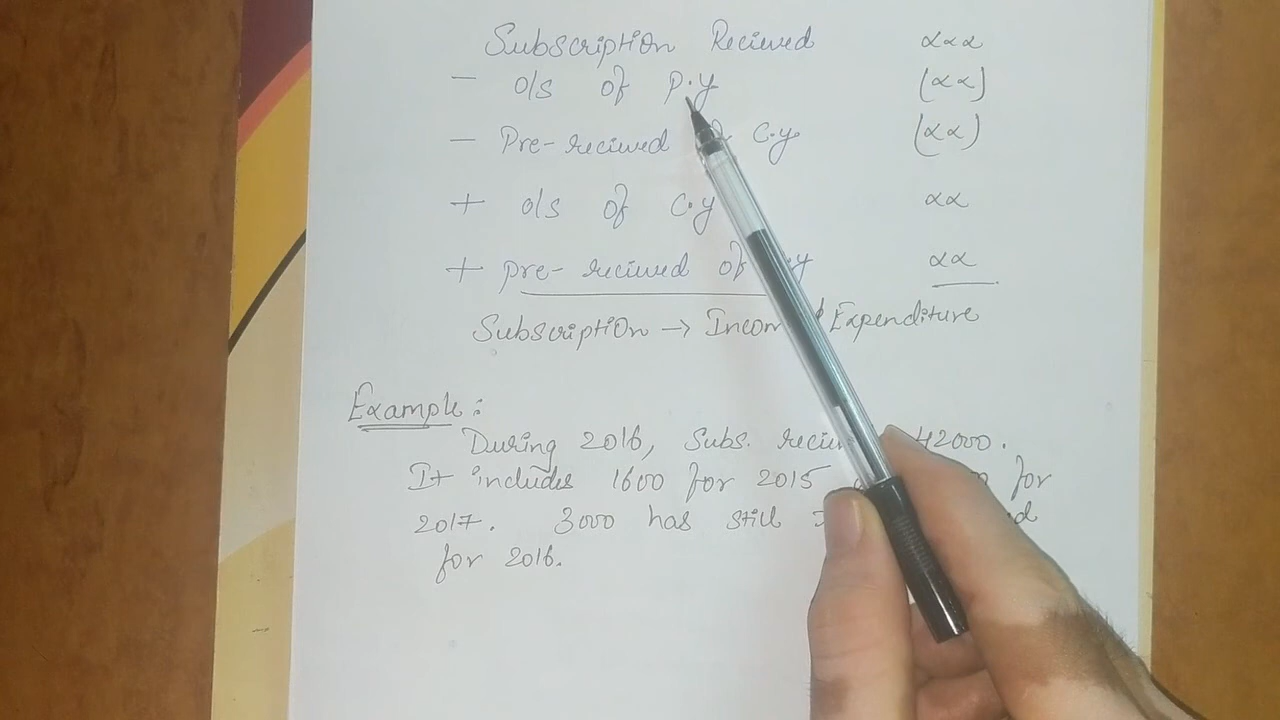 Subscription Recieved xxx
- o/s of P.y (xx)
- Pre-recieved C.y. (xx)
+ o/s of C.y xx
+ pre-recieved of y xx
Subscription → Expenditure
Example:
During 2016, Subs. 42000.
It includes 1600 for 2015 for
2017. 3000 has still
for 2016.